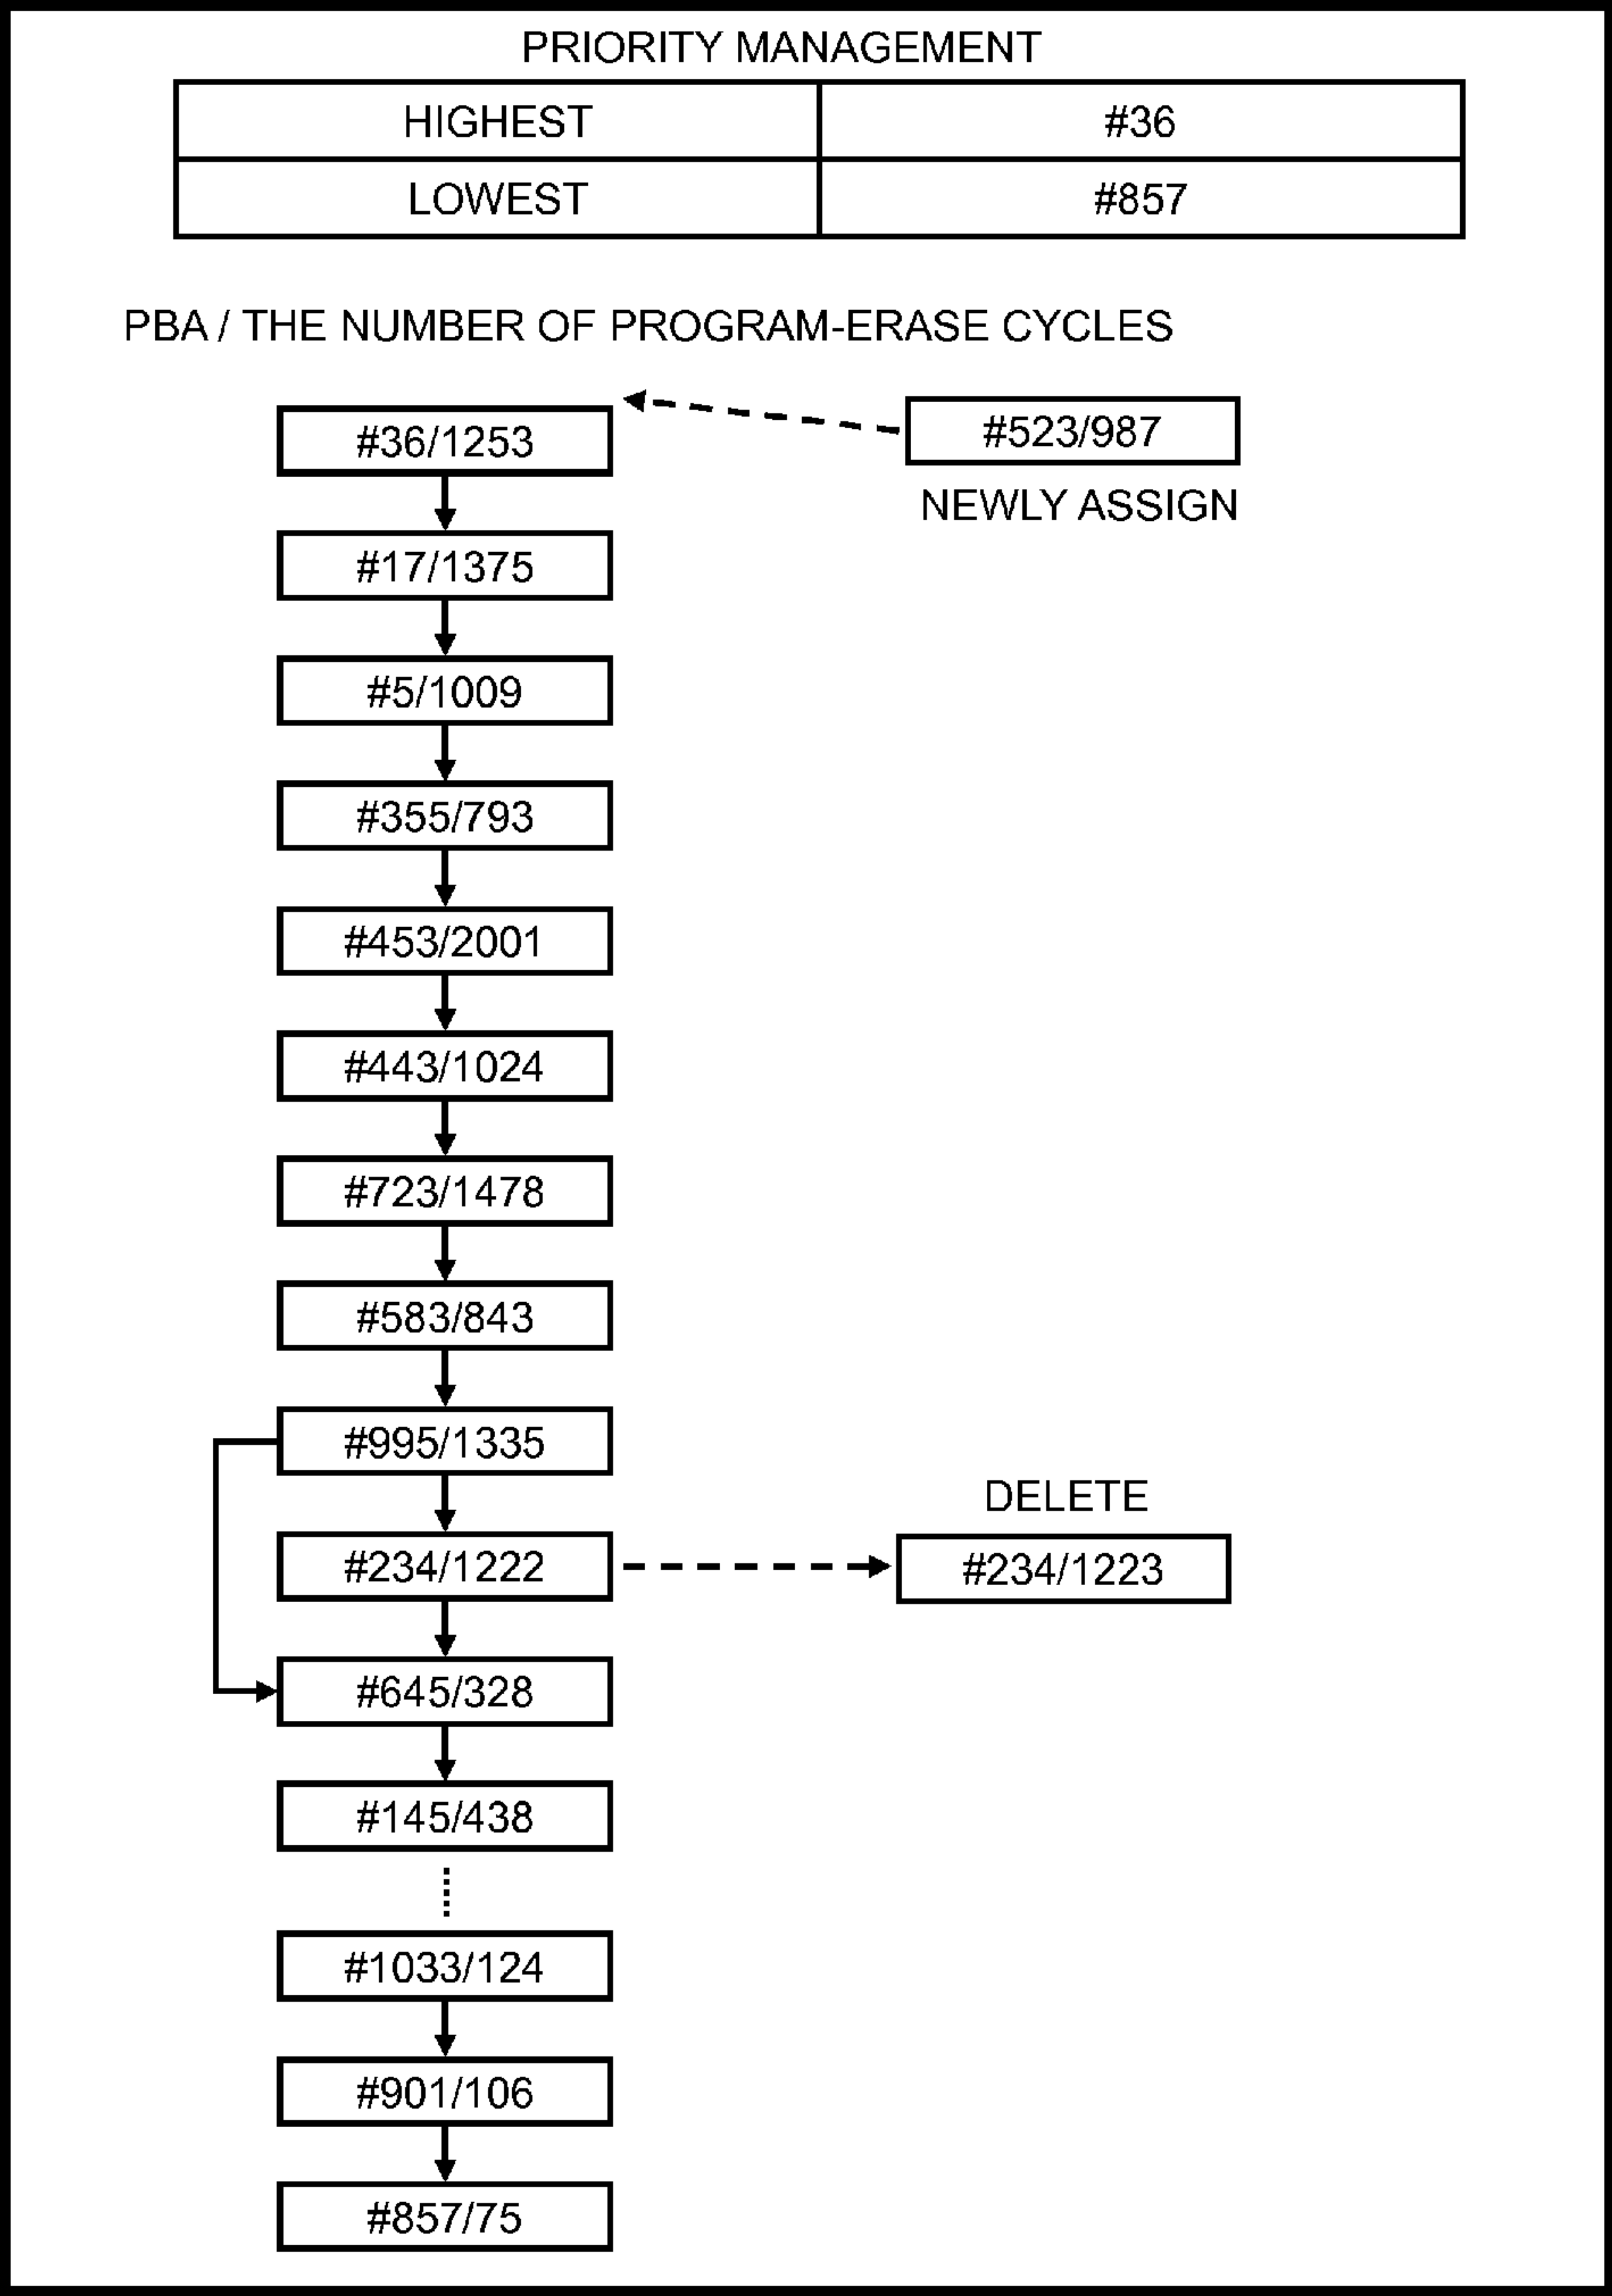 PRIORITY MANAGEMENT
HIGHEST #36
LOWEST #857
PBA / THE NUMBER OF PROGRAM-ERASE CYCLES
#36/1253
#523/987
NEWLY ASSIGN
#17/1375
#5/1009
#355/793
#453/2001
#443/1024
#723/1478
#583/843
#995/1335
DELETE
#234/1222
#234/1223
#645/328
#145/438
#1033/124
#901/106
#857/75